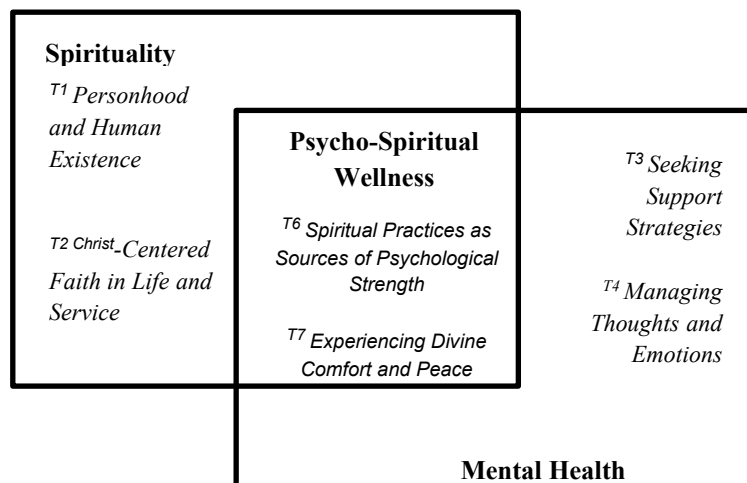 Spirituality
T1 Personhood
and Human
Existence
T2 Christ-Centered
Faith in Life and
Service
Psycho-Spiritual
Wellness
T6 Spiritual Practices as
Sources of Psychological
Strength
T7 Experiencing Divine
Comfort and Peace
T3 Seeking
Support
Strategies
T4 Managing
Thoughts and
Emotions
Mental Health